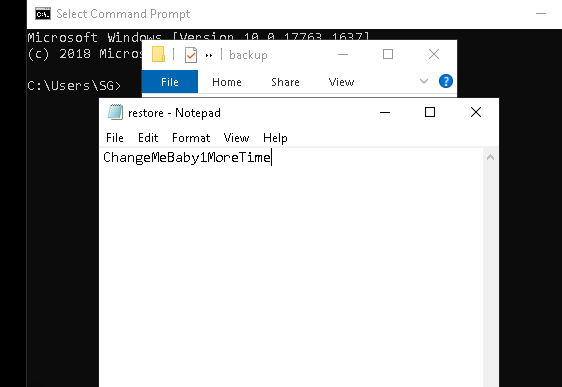 Select Command Prompt
Microsoft Windows [Version 10.0.17763.1637]
(c) 2018 Micros
backup
File Home Share View
C:\Users\SG>
restore - Notepad
File Edit Format View Help
ChangeMeBaby1MoreTime